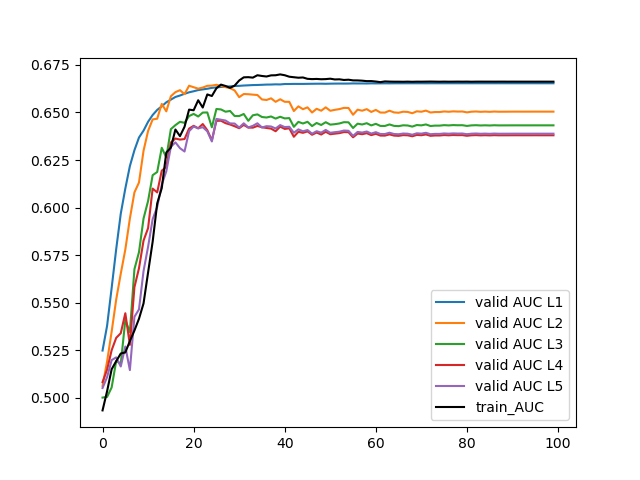 0.675
0.650
0.625
0.600
0.575
0.550
0.525
0.500
0 20 40 60 80 100
valid AUC L1
valid AUC L2
valid AUC L3
valid AUC L4
valid AUC L5
train_AUC